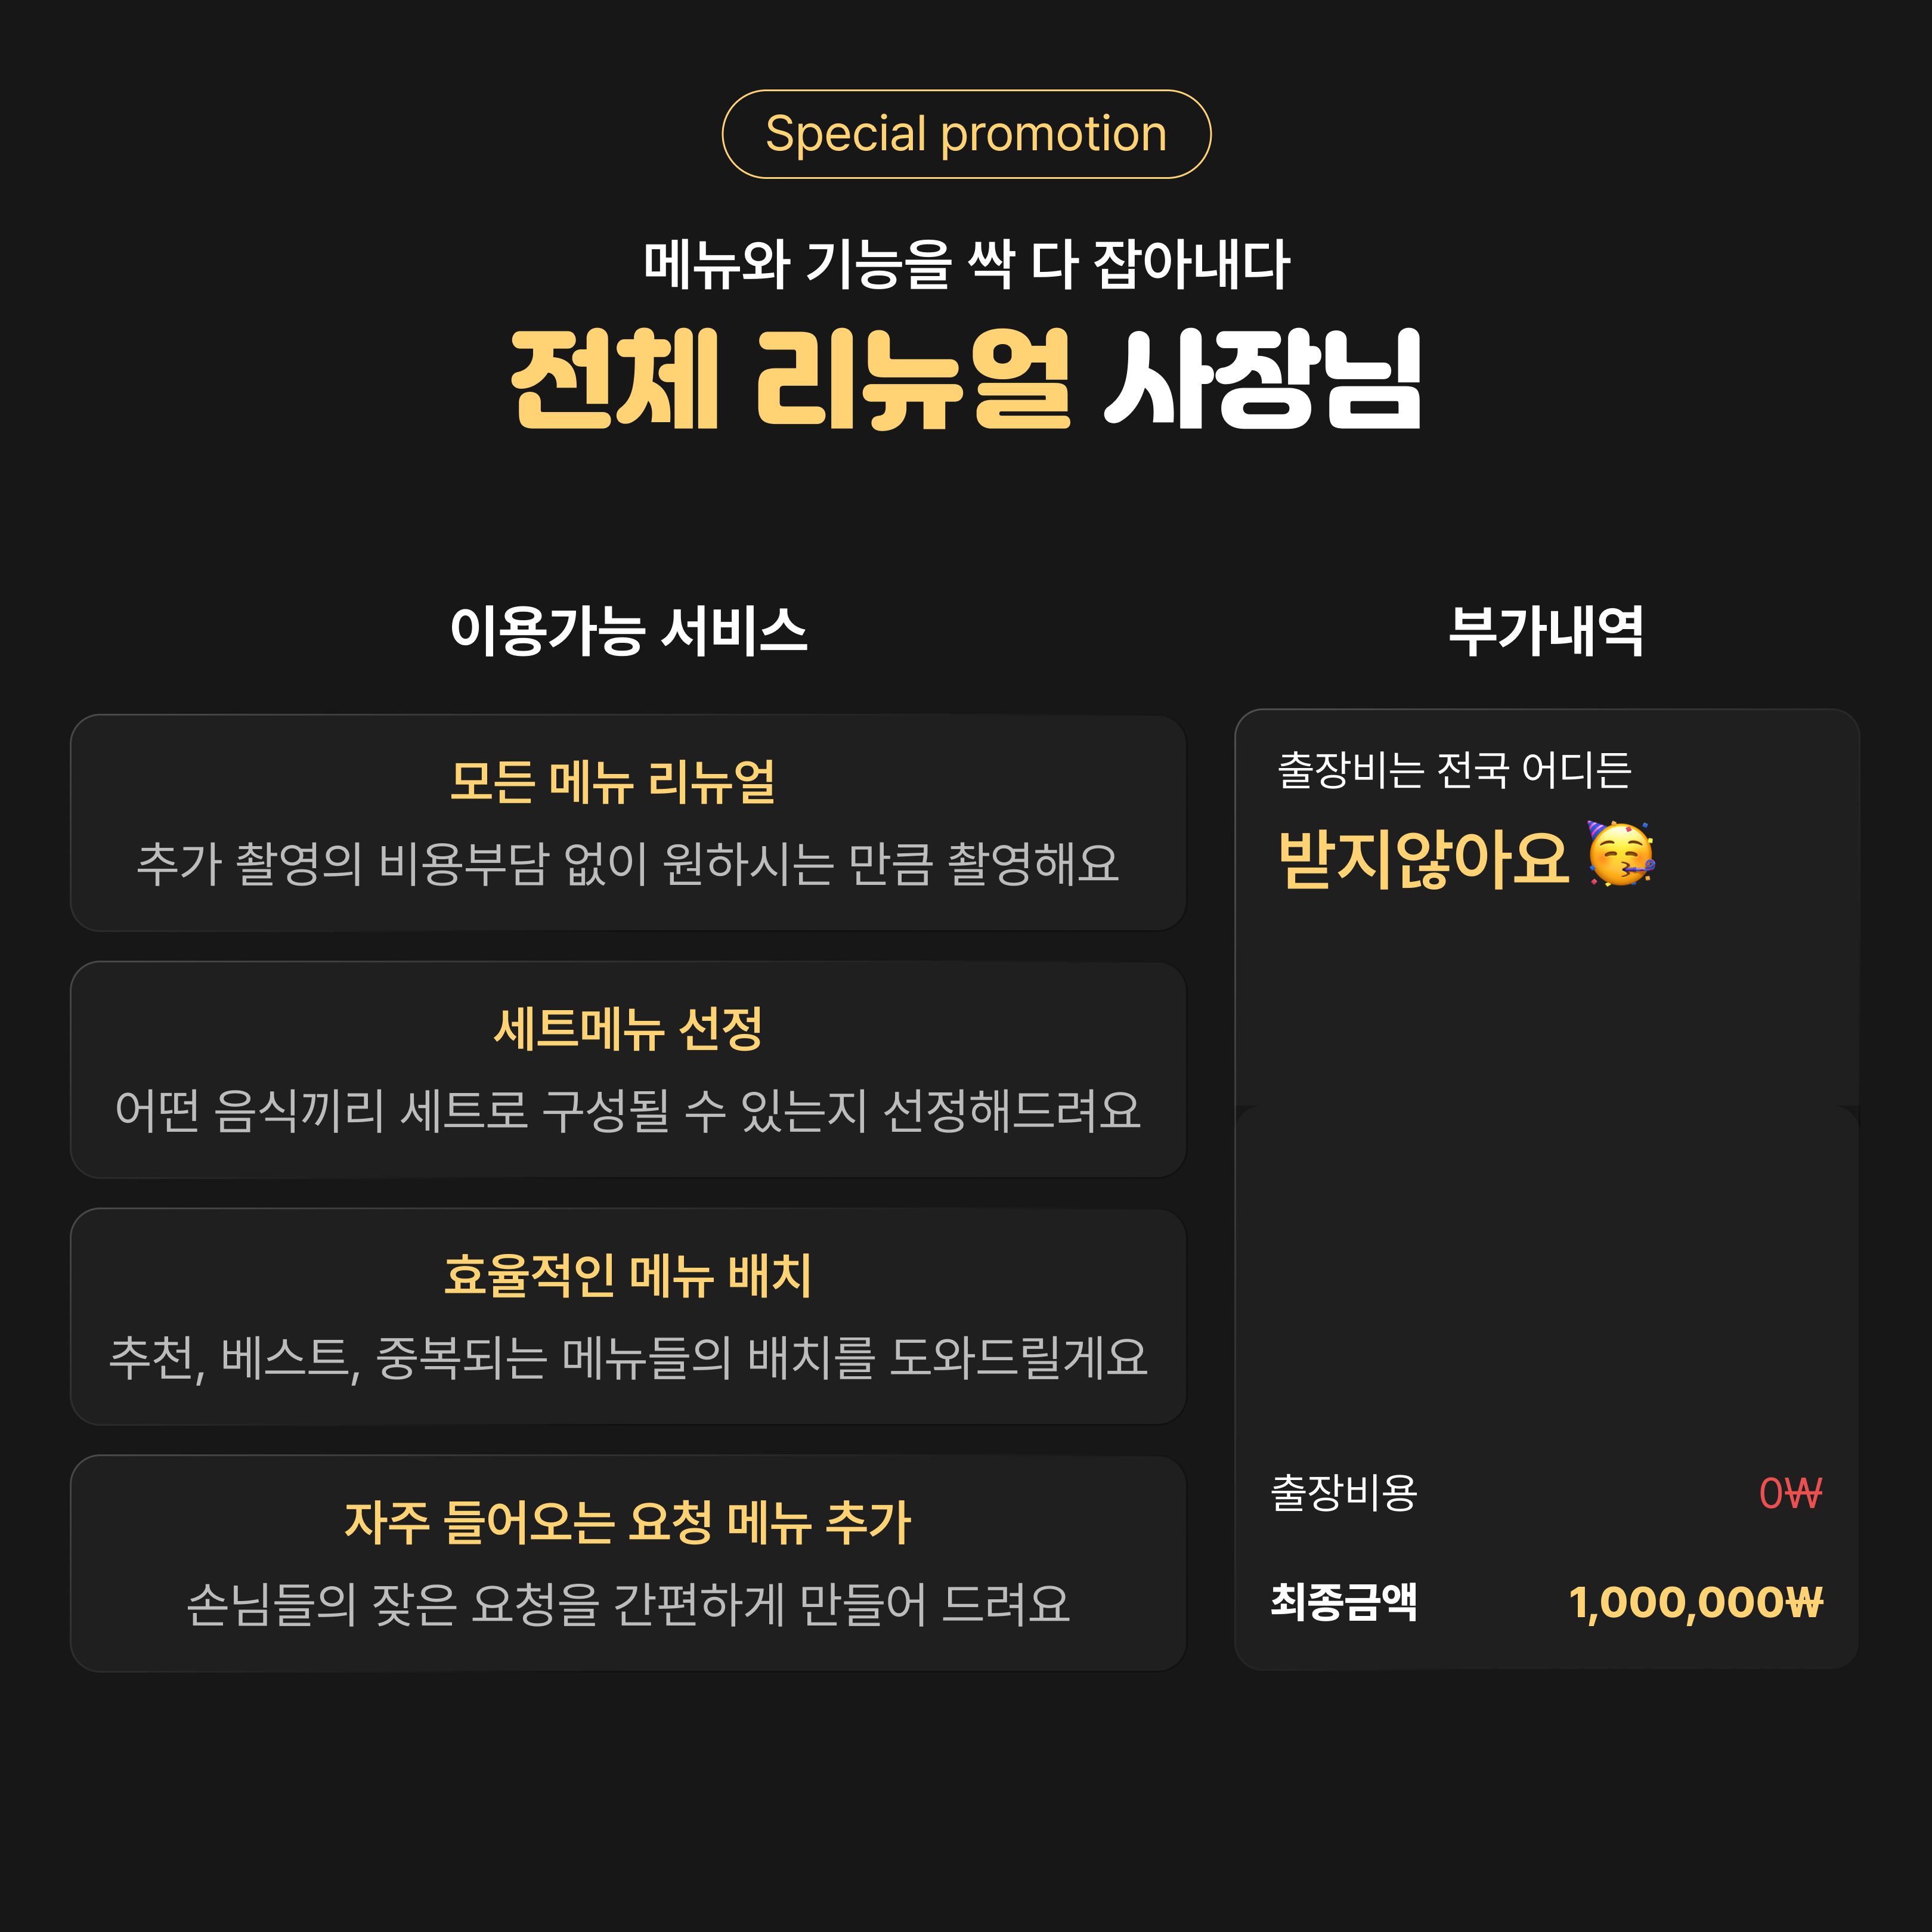 Special promotion
메뉴와 기능을 싹 다 잡아내다
전체 리뉴얼 사장님
이용가능 서비스
모든 메뉴 리뉴얼
추가 촬영의 비용부담 없이 원하시는 만큼 촬영해요
세트메뉴 선정
어떤 음식끼리 세트로 구성될 수 있는지 선정해드려요
효율적인 메뉴 배치
추천, 베스트, 중복되는 메뉴들의 배치를 도와드릴게요
자주 들어오는 요청 메뉴 추가
손님들의 잦은 요청을 간편하게 만들어 드려요
부가내역
출장비는 전국 어디든
받지않아요 🥳
출장비용 0₩
최종금액 1,000,000₩